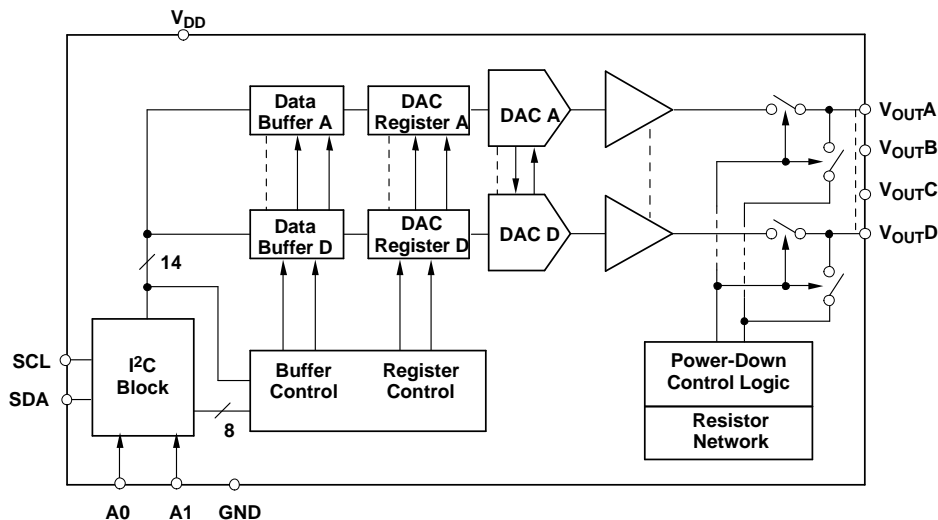 VDD
Data
Buffer A
DAC
Register A
DAC A
VOUTA
VOUTB
VOUTC
Data
Buffer D
DAC
Register D
DAC D
VOUTD
14
SCL
SDA
I²C
Block
Buffer
Control
Register
Control
8
Power-Down
Control Logic
Resistor
Network
A0
A1
GND